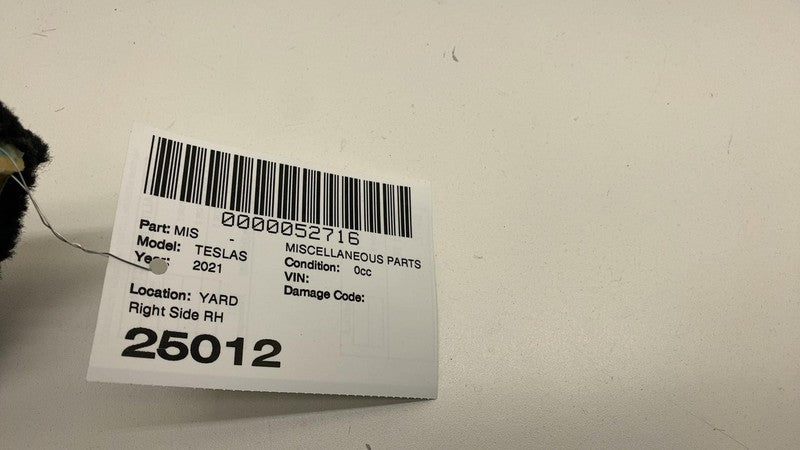 0000052716
Part: MIS - MISCELLANEOUS PARTS
Model: TESLAS Condition: 0cc
Year: 2021 VIN:
Damage Code:
Location: YARD
Right Side RH
25012